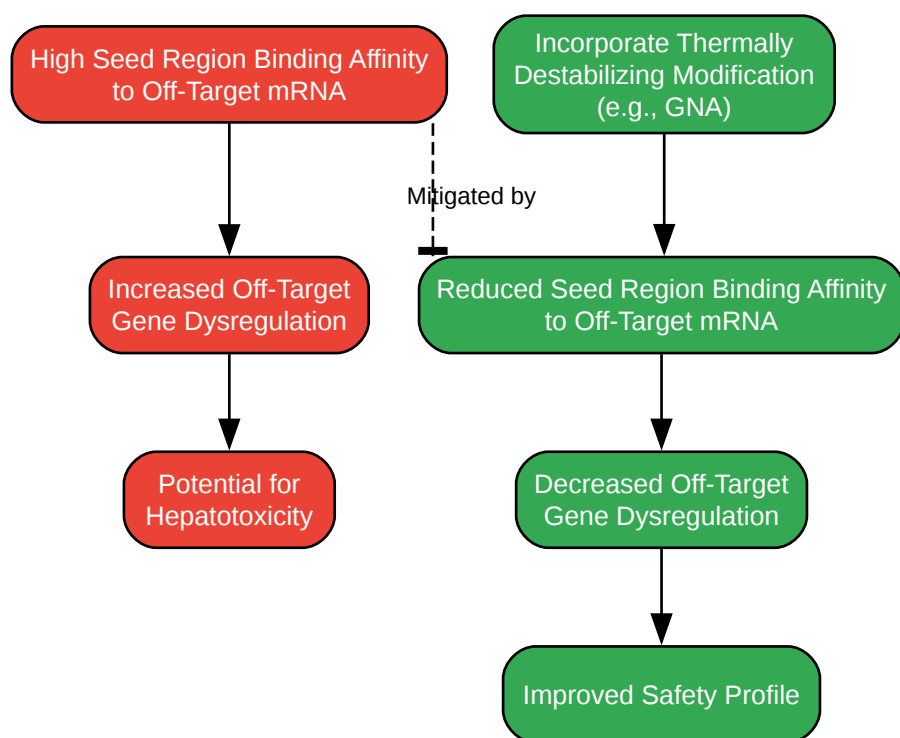 High Seed Region Binding Affinity
to Off-Target mRNA
Incorporate Thermally
Destabilizing Modification
(e.g., GNA)
Mitigated by
Increased Off-Target
Gene Dysregulation
Reduced Seed Region Binding Affinity
to Off-Target mRNA
Potential for
Hepatotoxicity
Decreased Off-Target
Gene Dysregulation
Improved Safety Profile